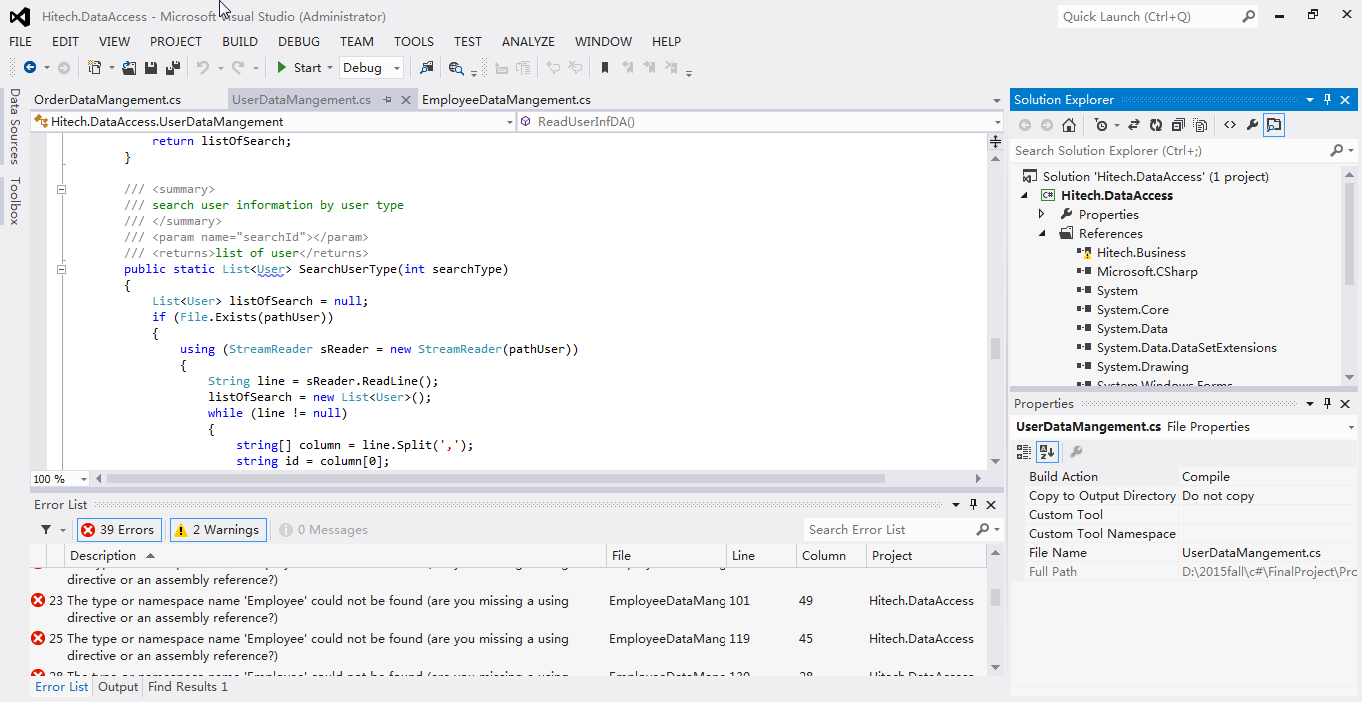 Hitech.DataAccess - Microsoft Visual Studio (Administrator)
Quick Launch (Ctrl+Q)
FILE EDIT VIEW PROJECT BUILD DEBUG TEAM TOOLS TEST ANALYZE WINDOW HELP
Start Debug
Data Sources
Toolbox
OrderDataMangement.cs UserDataMangement.cs EmployeeDataMangement.cs
Hitech.DataAccess.UserDataMangement ReadUserInfDA()
return listOfSearch;
}
/// <summary>
/// search user information by user type
/// </summary>
/// <param name="searchId"></param>
/// <returns>list of user</returns>
public static List<User> SearchUserType(int searchType)
{
List<User> listOfSearch = null;
if (File.Exists(pathUser))
{
using (StreamReader sReader = new StreamReader(pathUser))
{
String line = sReader.ReadLine();
listOfSearch = new List<User>();
while (line != null)
{
string[] column = line.Split(',');
string id = column[0];
100 %
Error List
39 Errors 2 Warnings 0 Messages
Search Error List
Description File Line Column Project
directive or an assembly reference?)
23 The type or namespace name 'Employee' could not be found (are you missing a using EmployeeDataMang 101 49 Hitech.DataAccess
directive or an assembly reference?)
25 The type or namespace name 'Employee' could not be found (are you missing a using EmployeeDataMang 119 45 Hitech.DataAccess
directive or an assembly reference?)
Error List Output Find Results 1
Solution Explorer
Search Solution Explorer (Ctrl+;)
Solution 'Hitech.DataAccess' (1 project)
C# Hitech.DataAccess
Properties
References
Hitech.Business
Microsoft.CSharp
System
System.Core
System.Data
System.Data.DataSetExtensions
System.Drawing
System.Windows.Forms
Properties
UserDataMangement.cs File Properties
Build Action Compile
Copy to Output Directory Do not copy
Custom Tool
Custom Tool Namespace
File Name UserDataMangement.cs
Full Path D:\2015fall\c#\FinalProject\Prc